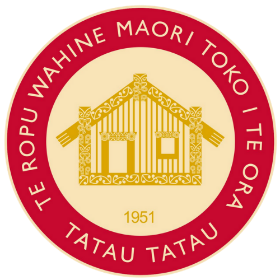 TE ROPU WAHINE MAORI TOKO I TE ORA
1951
TATAU TATAU